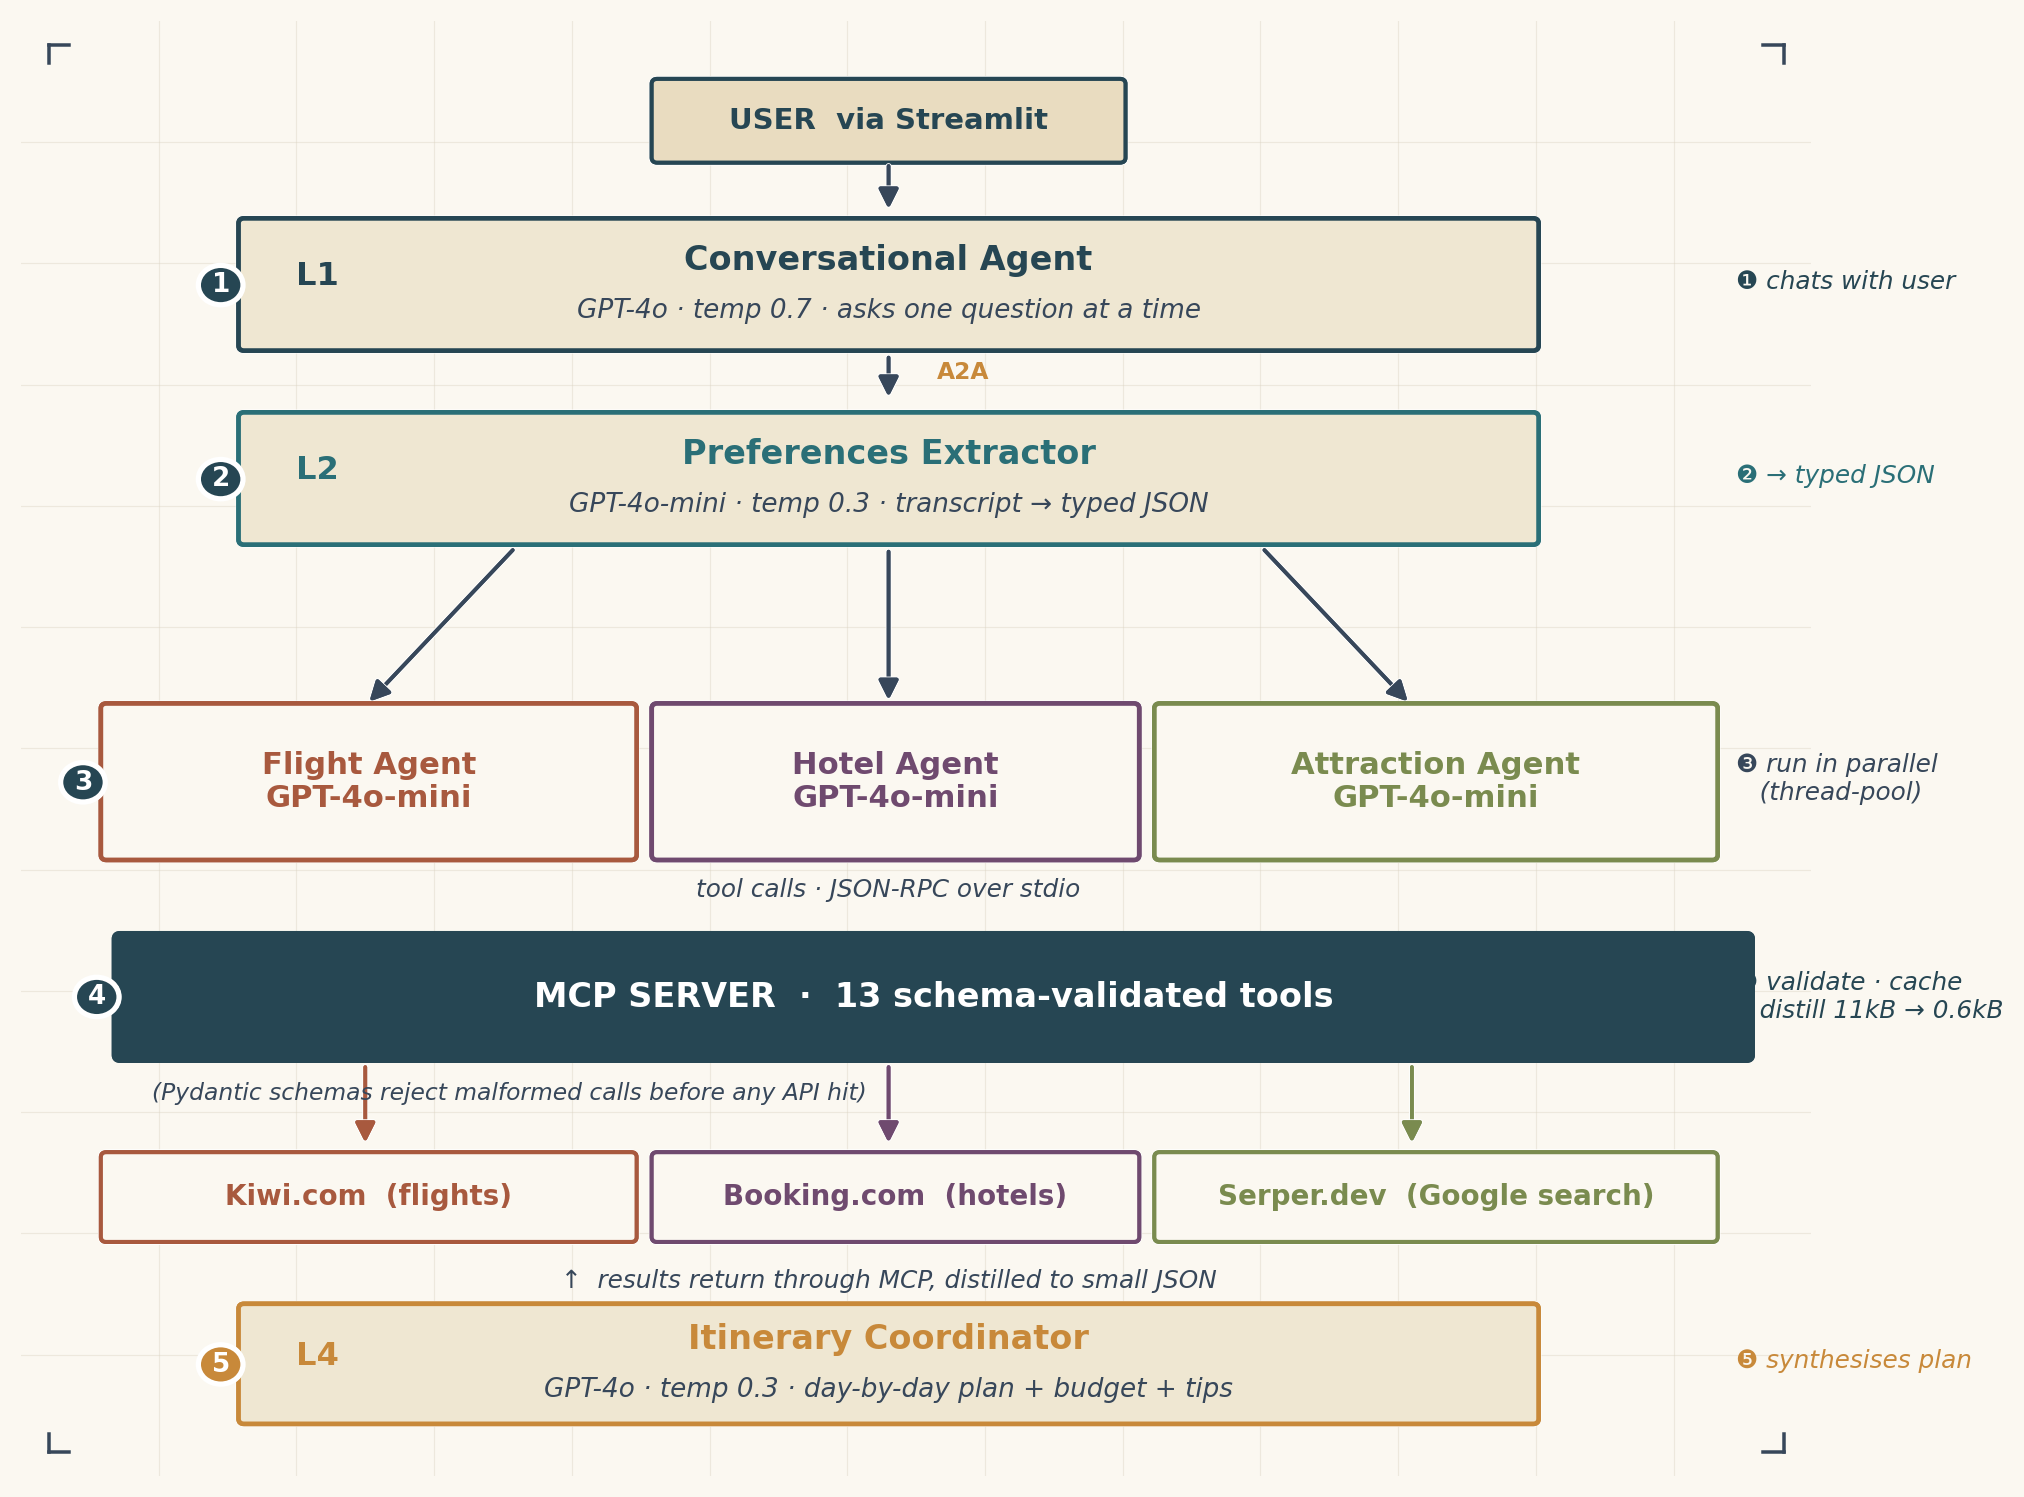 USER via Streamlit
1
L1
Conversational Agent
GPT-4o · temp 0.7 · asks one question at a time
❶ chats with user
A2A
2
L2
Preferences Extractor
GPT-4o-mini · temp 0.3 · transcript → typed JSON
❷ → typed JSON
3
Flight Agent
GPT-4o-mini
Hotel Agent
GPT-4o-mini
Attraction Agent
GPT-4o-mini
❸ run in parallel
(thread-pool)
tool calls · JSON-RPC over stdio
4
MCP SERVER · 13 schema-validated tools
validate · cache
distill 11kB → 0.6kB
(Pydantic schemas reject malformed calls before any API hit)
Kiwi.com (flights)
Booking.com (hotels)
Serper.dev (Google search)
↑ results return through MCP, distilled to small JSON
5
L4
Itinerary Coordinator
GPT-4o · temp 0.3 · day-by-day plan + budget + tips
❺ synthesises plan